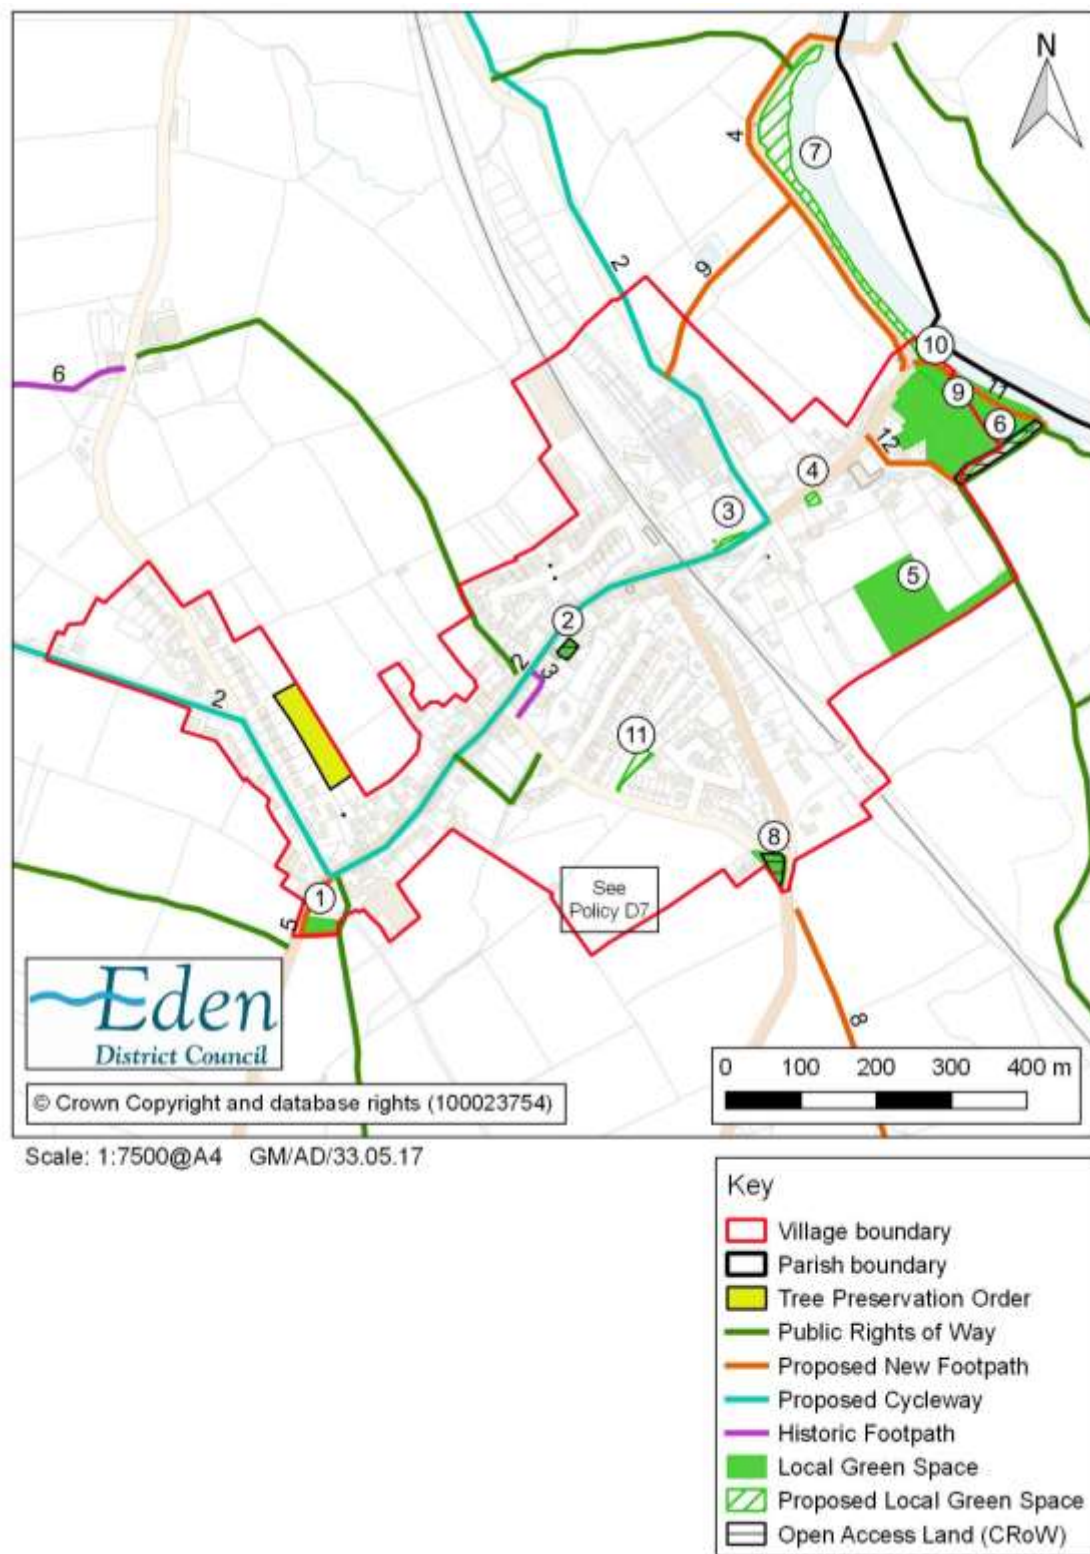 N
4
7
2
9
10
6
11
9
6
12
4
3
5
2
2
3
2
11
8
1
5
See
Policy D7
8
Eden
District Council
0 100 200 300 400 m
© Crown Copyright and database rights (100023754)
Scale: 1:7500@A4 GM/AD/33.05.17
Key
Village boundary
Parish boundary
Tree Preservation Order
Public Rights of Way
Proposed New Footpath
Proposed Cycleway
Historic Footpath
Local Green Space
Proposed Local Green Space
Open Access Land (CRoW)